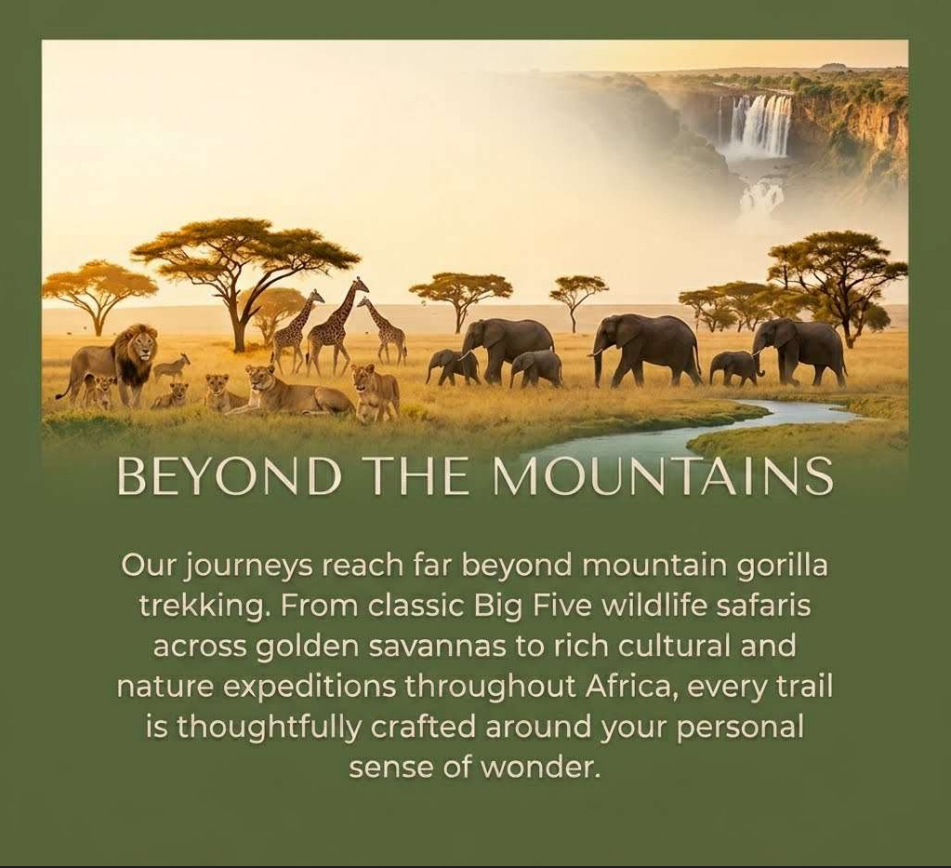 BEYOND THE MOUNTAINS
Our journeys reach far beyond mountain gorilla
trekking. From classic Big Five wildlife safaris
across golden savannas to rich cultural and
nature expeditions throughout Africa, every trail
is thoughtfully crafted around your personal
sense of wonder.